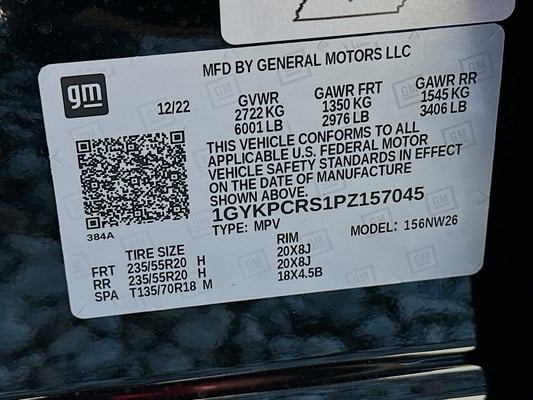 MFD BY GENERAL MOTORS LLC
gm
12/22
GVWR
2722 KG
6001 LB
GAWR FRT
1350 KG
2976 LB
GAWR RR
1545 KG
3406 LB
THIS VEHICLE CONFORMS TO ALL
APPLICABLE U.S. FEDERAL MOTOR
VEHICLE SAFETY STANDARDS IN EFFECT
ON THE DATE OF MANUFACTURE
SHOWN ABOVE.
1GYKPCRS1PZ157045
TYPE: MPV
MODEL: 156NW26
384A
TIRE SIZE
RIM
FRT 235/55R20 H 20X8J
RR 235/55R20 H 20X8J
SPA T135/70R18 M 18X4.5B